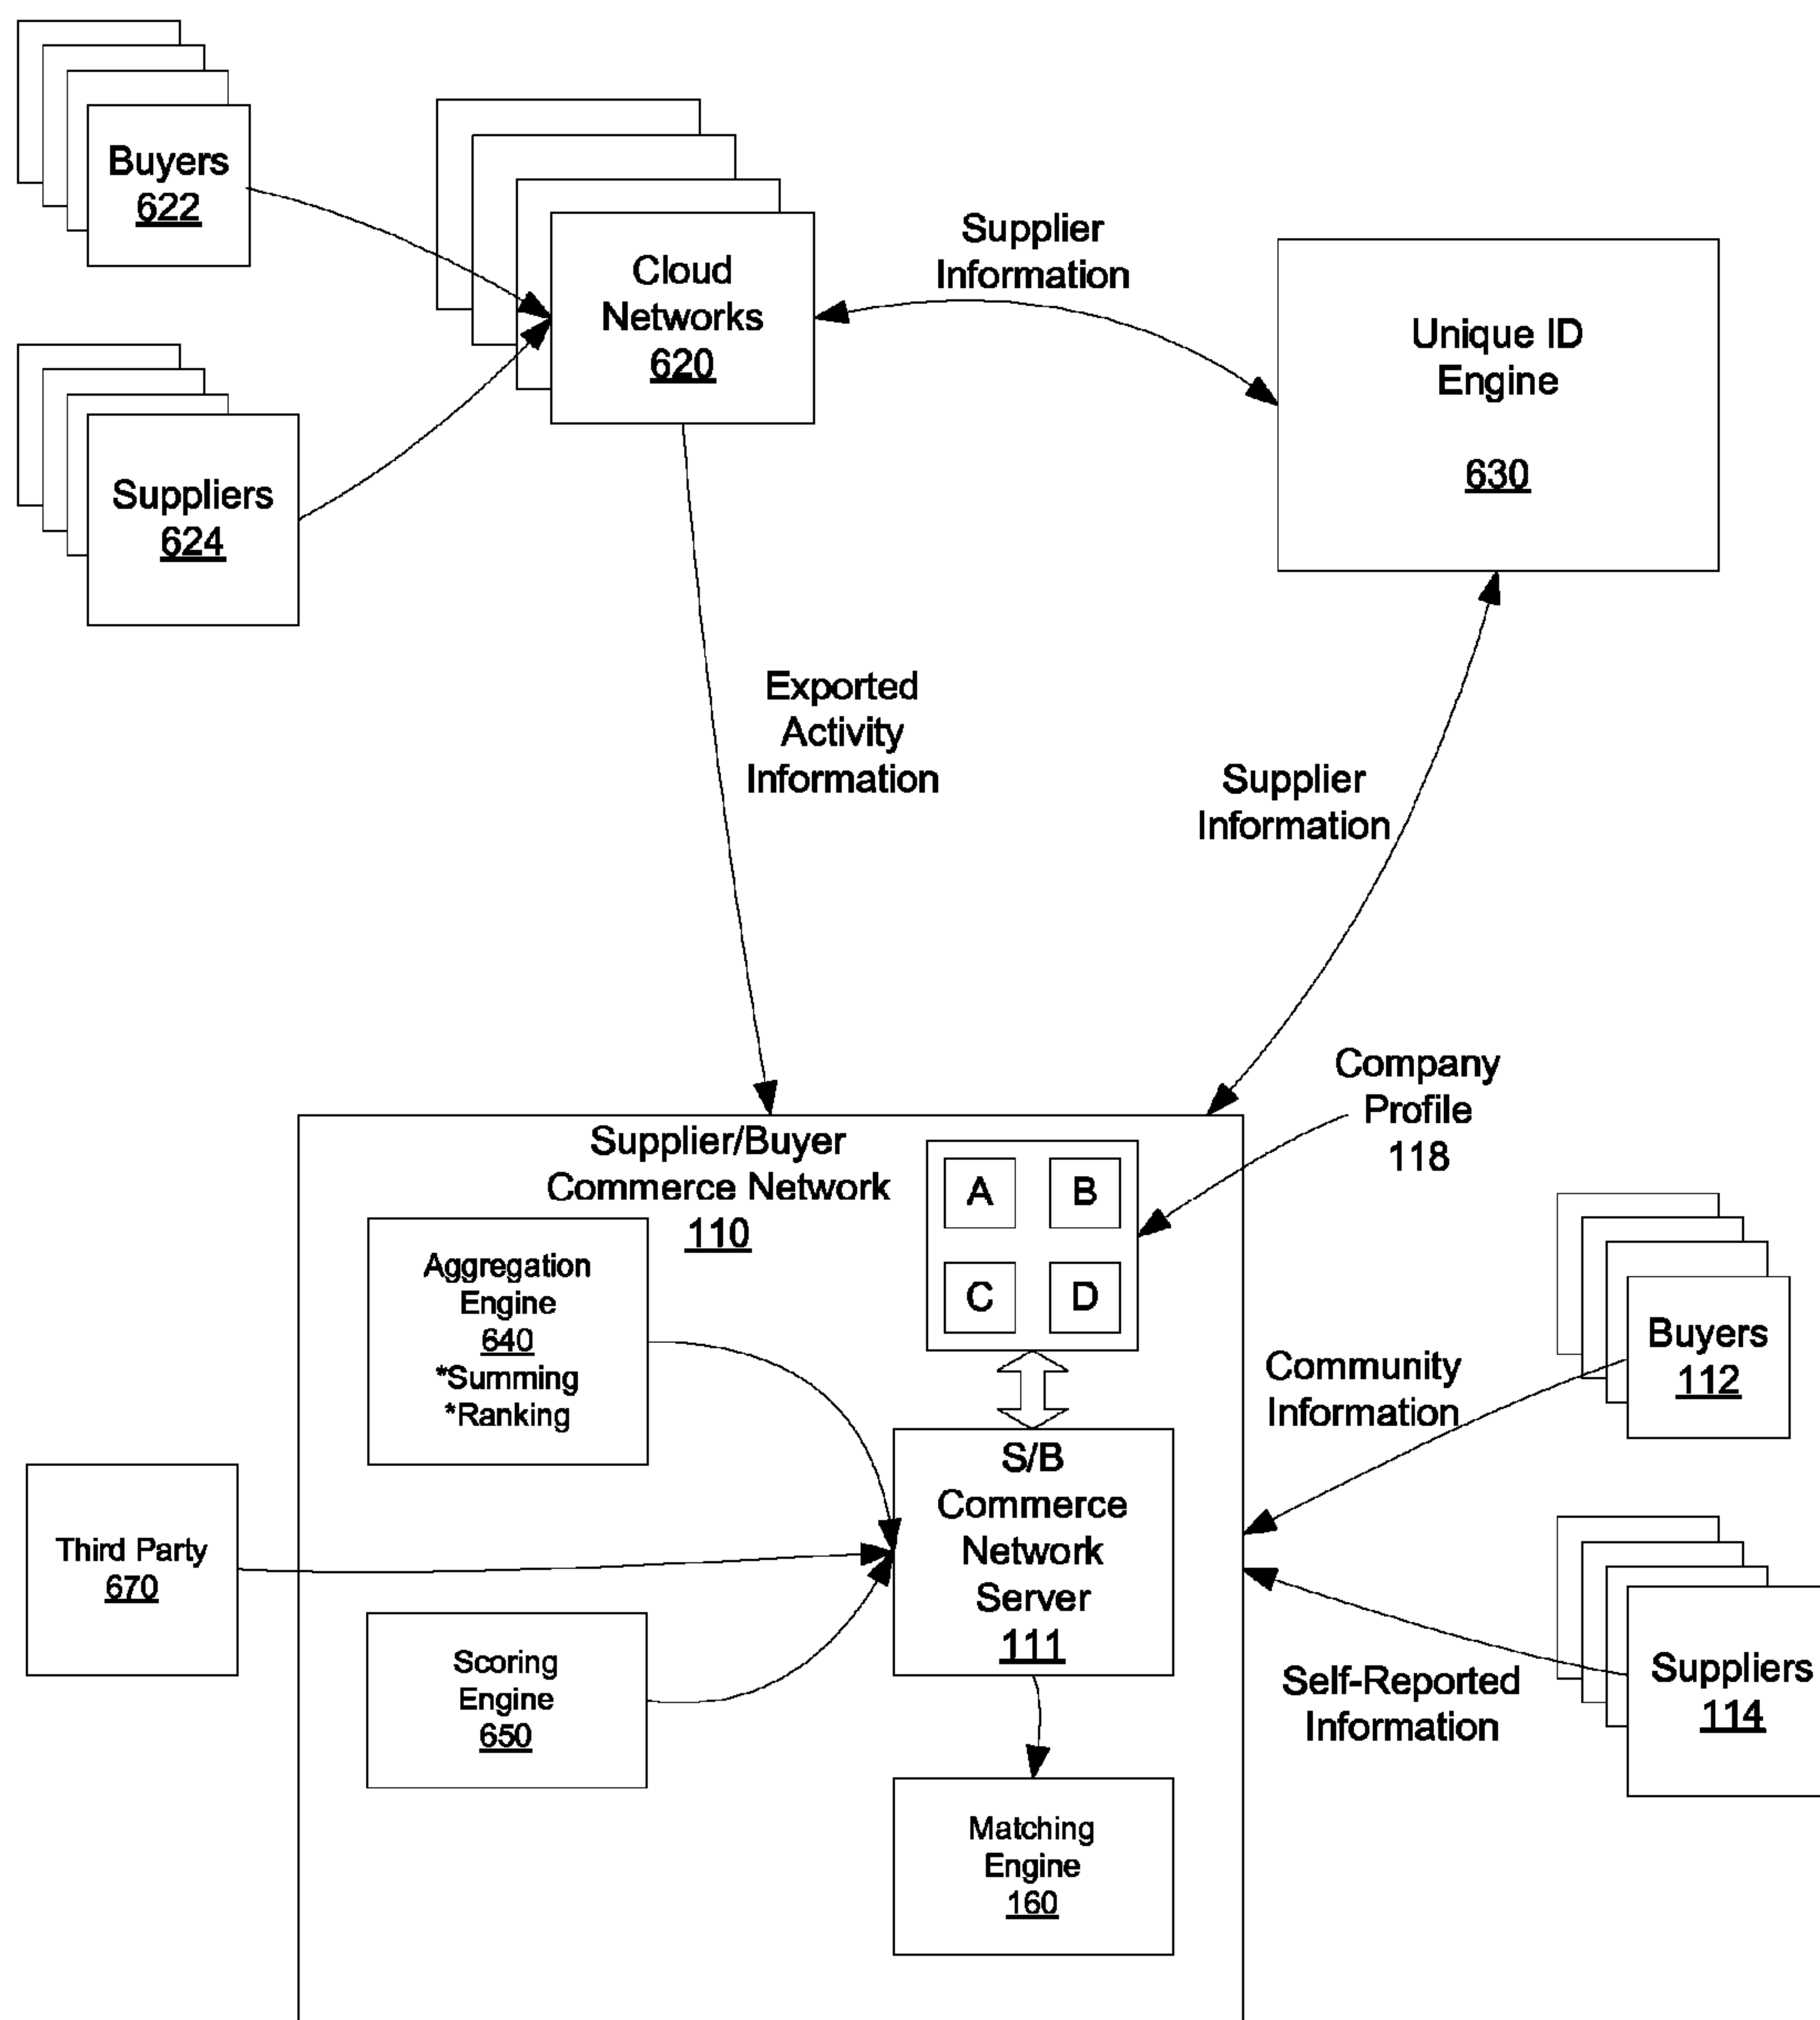 Buyers
622
Cloud
Networks
620
Supplier
Information
Unique ID
Engine
630
Suppliers
624
Exported
Activity
Information
Supplier
Information
Company
Profile
118
Supplier/Buyer
Commerce Network
110
A
B
C
D
Aggregation
Engine
640
*Summing
*Ranking
Buyers
112
Community
Information
S/B
Commerce
Network
Server
111
Third Party
670
Scoring
Engine
650
Suppliers
114
Self-Reported
Information
Matching
Engine
160